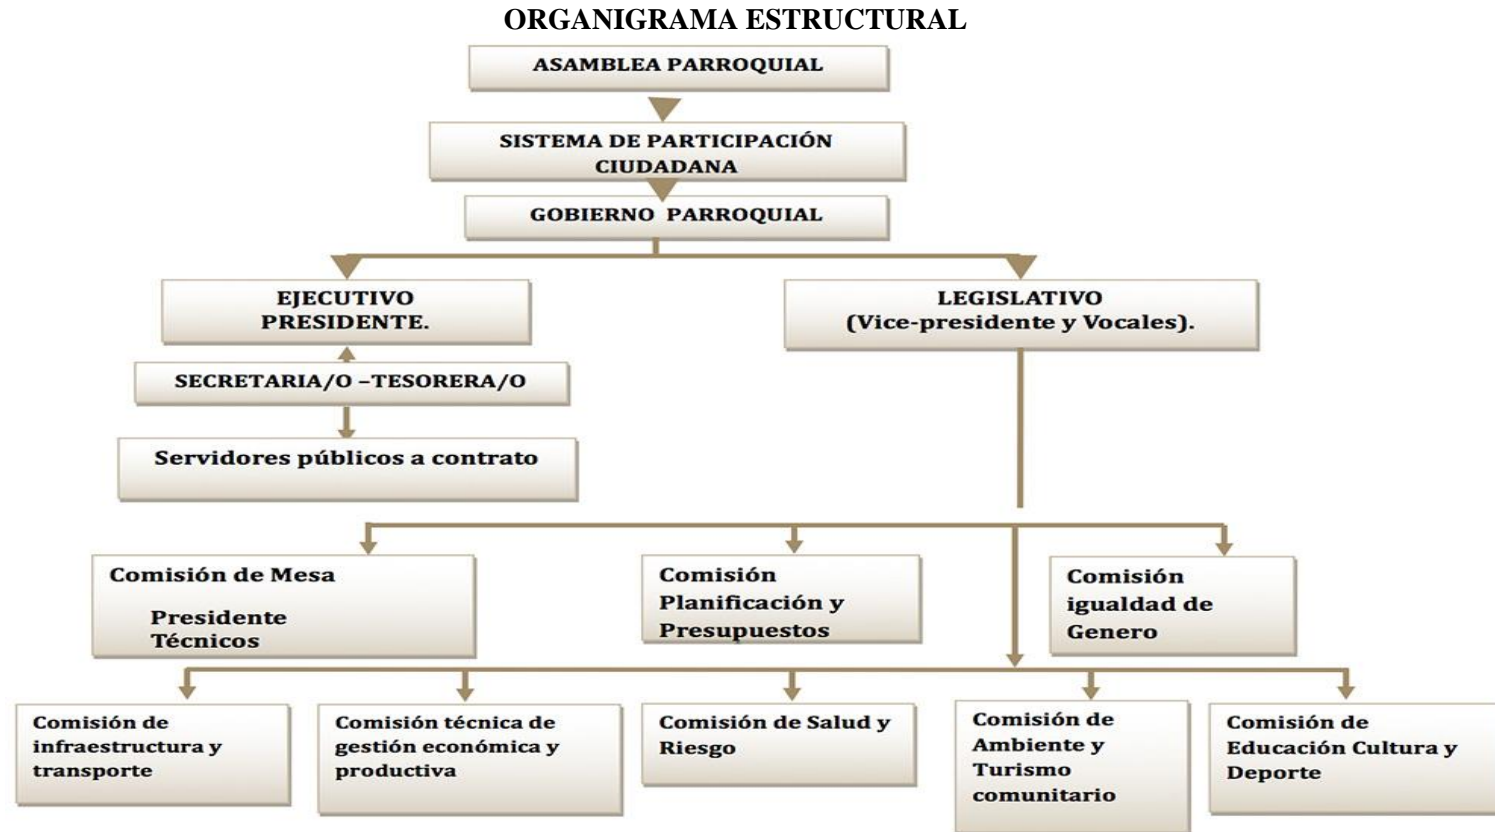 ORGANIGRAMA ESTRUCTURAL
ASAMBLEA PARROQUIAL
SISTEMA DE PARTICIPACIÓN
CIUDADANA
GOBIERNO PARROQUIAL
EJECUTIVO
PRESIDENTE.
LEGISLATIVO
(Vice-presidente y Vocales).
SECRETARIA/O –TESORERA/O
Servidores públicos a contrato
Comisión de Mesa
Presidente
Técnicos
Comisión
Planificación y
Presupuestos
Comisión
igualdad de
Genero
Comisión de
infraestructura y
transporte
Comisión técnica de
gestión económica y
productiva
Comisión de Salud y
Riesgo
Comisión de
Ambiente y
Turismo
comunitario
Comisión de
Educación Cultura y
Deporte